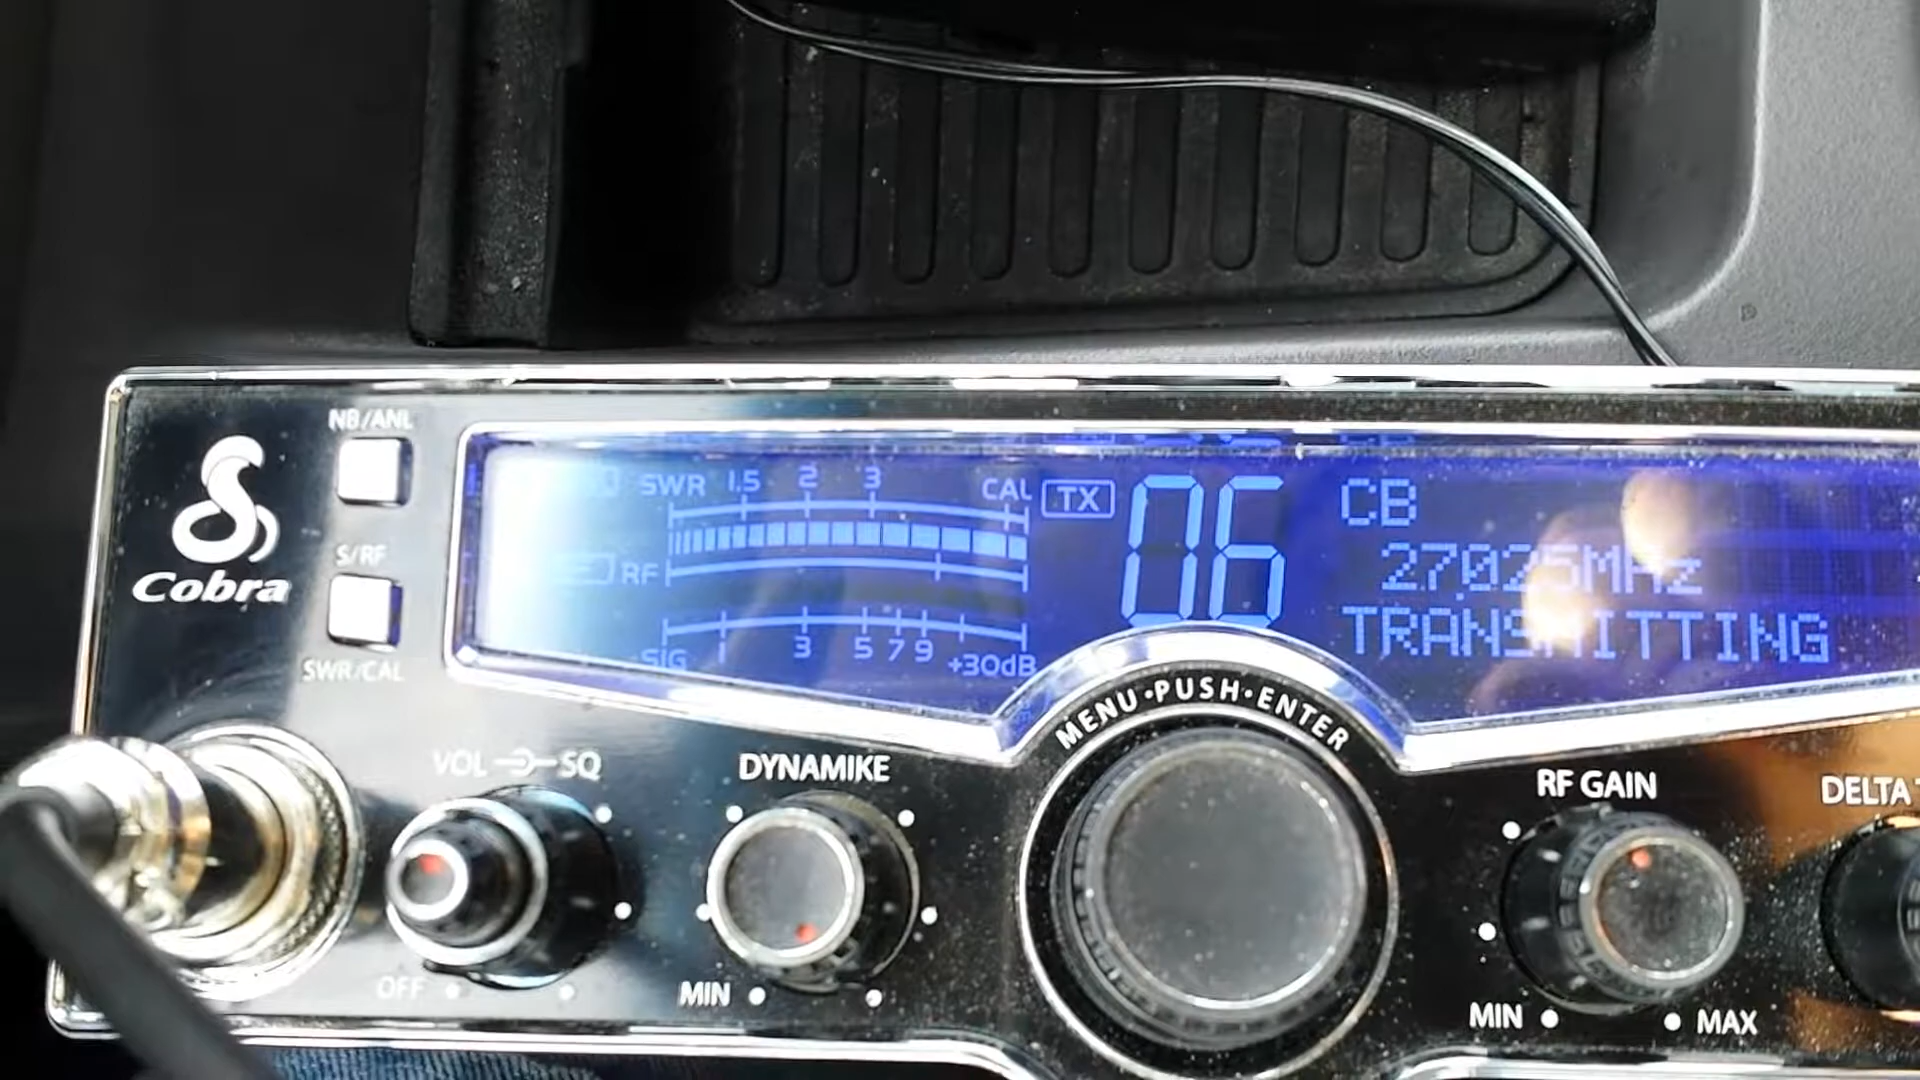 NB/ANL
Cobra
S/RF
SWR/CAL
SWR 1.5 2 3 CAL
RF
3 5 7 9 +30dB
SIG
TX
06
CB
27.025MHz
TRANSMITTING
MENU·PUSH·ENTER
VOL SQ
OFF
DYNAMIKE
MIN
RF GAIN
MIN MAX
DELTA